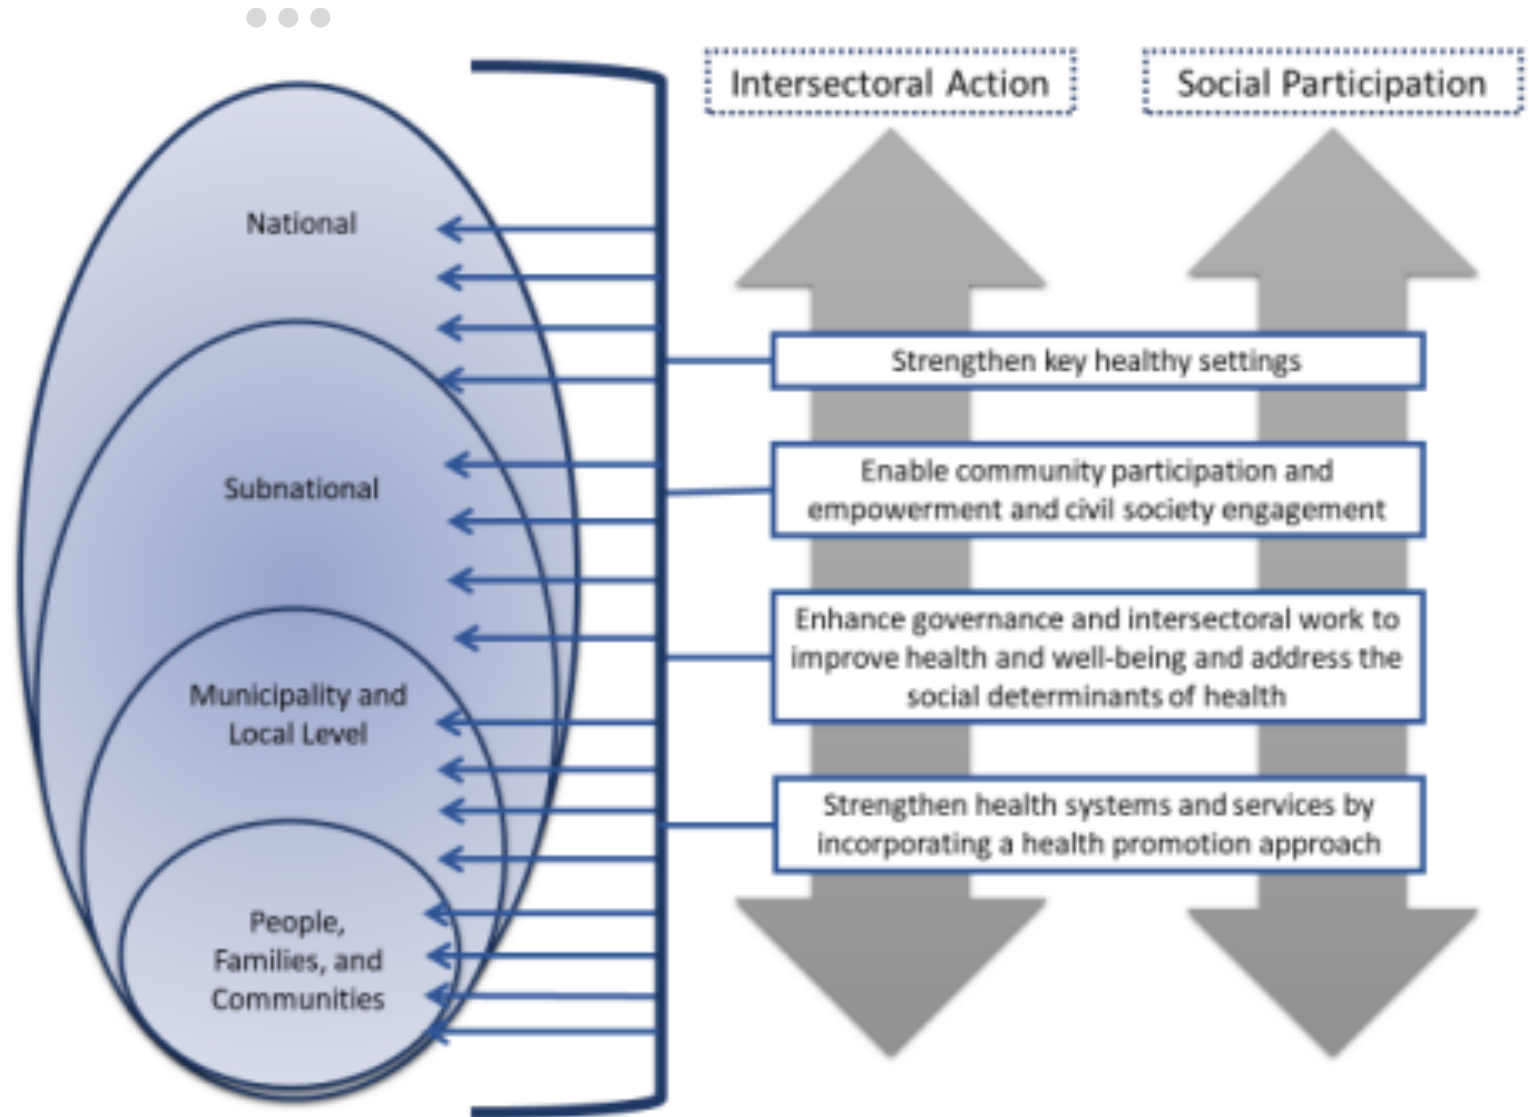 Intersectoral Action
Social Participation
National
Subnational
Municipality and
Local Level
People,
Families, and
Communities
Strengthen key healthy settings
Enable community participation and
empowerment and civil society engagement
Enhance governance and intersectoral work to
improve health and well-being and address the
social determinants of health
Strengthen health systems and services by
incorporating a health promotion approach